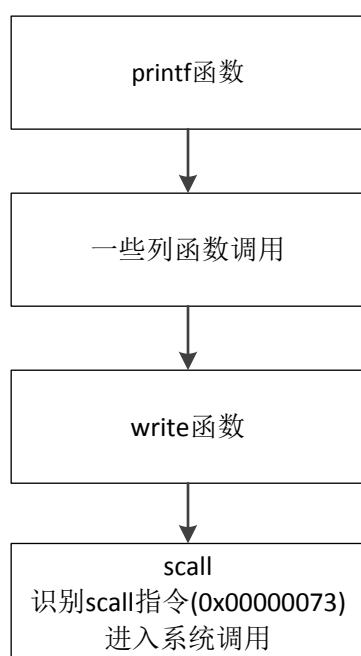 printf函数
一些列函数调用
write函数
scall
识别scall指令(0x00000073)
进入系统调用